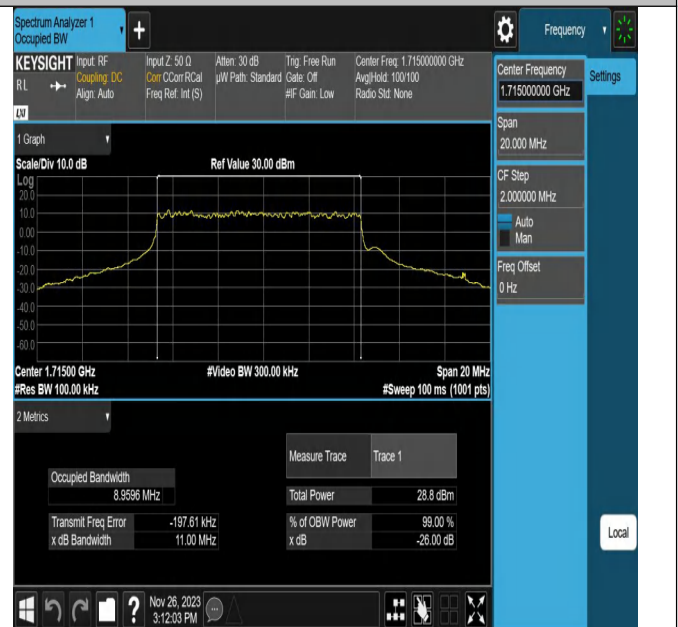 Spectrum Analyzer 1
Occupied BW
Frequency
KEYSIGHT
RL
LXI
Input: RF
Coupling: DC
Align: Auto
Input Z: 50 Ω
Corr CCorr RCal
Freq Ref: Int (S)
Atten: 30 dB
µW Path: Standard
Trig: Free Run
Gate: Off
#IF Gain: Low
Center Freq: 1.715000000 GHz
Avg|Hold: 100/100
Radio Std: None
Center Frequency
1.715000000 GHz
Settings
Span
20.000 MHz
CF Step
2.000000 MHz
Auto
Man
Freq Offset
0 Hz
1 Graph
Scale/Div 10.0 dB
Ref Value 30.00 dBm
Log
20.0
10.0
0.00
-10.0
-20.0
-30.0
-40.0
-50.0
-60.0
Center 1.71500 GHz
#Video BW 300.00 kHz
Span 20 MHz
#Res BW 100.00 kHz
#Sweep 100 ms (1001 pts)
2 Metrics
Measure Trace
Trace 1
Occupied Bandwidth
8.9596 MHz
Total Power
28.8 dBm
Transmit Freq Error
-197.61 kHz
% of OBW Power
99.00 %
x dB Bandwidth
11.00 MHz
x dB
-26.00 dB
Local
?
Nov 26, 2023
3:12:03 PM